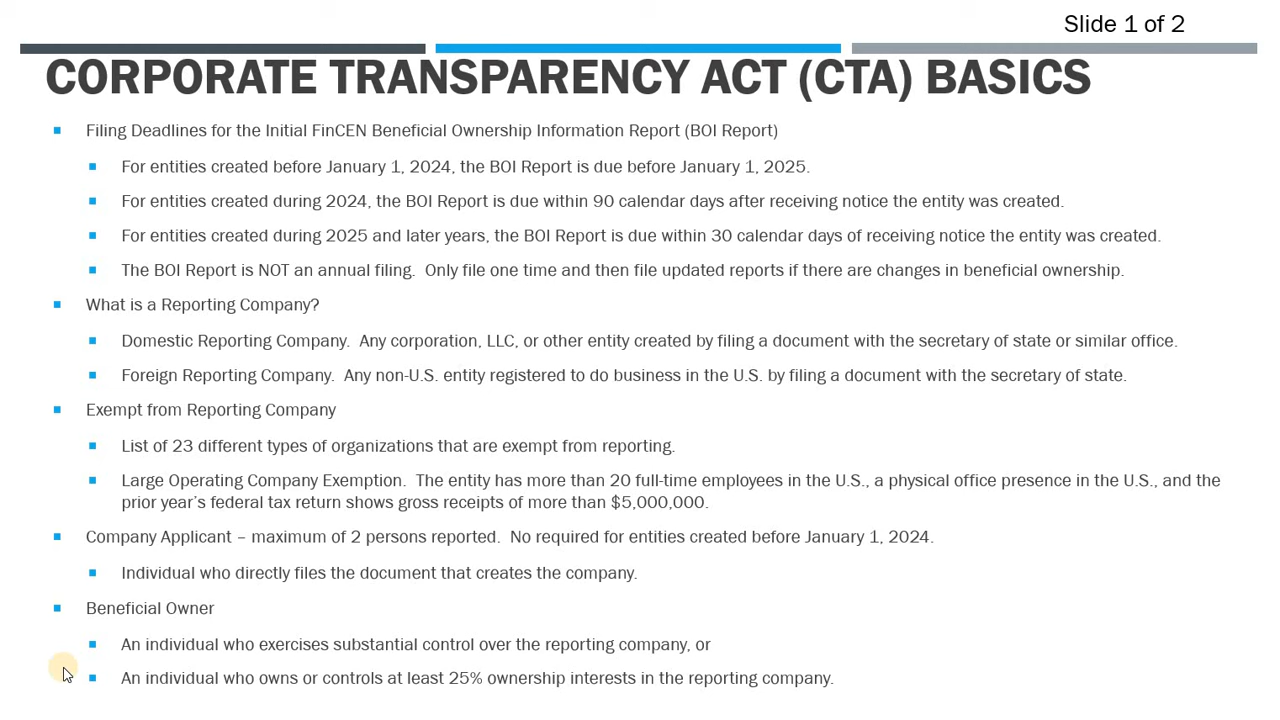 Slide 1 of 2
CORPORATE TRANSPARENCY ACT (CTA) BASICS
Filing Deadlines for the Initial FinCEN Beneficial Ownership Information Report (BOI Report)
For entities created before January 1, 2024, the BOI Report is due before January 1, 2025.
For entities created during 2024, the BOI Report is due within 90 calendar days after receiving notice the entity was created.
For entities created during 2025 and later years, the BOI Report is due within 30 calendar days of receiving notice the entity was created.
The BOI Report is NOT an annual filing.  Only file one time and then file updated reports if there are changes in beneficial ownership.
What is a Reporting Company?
Domestic Reporting Company.  Any corporation, LLC, or other entity created by filing a document with the secretary of state or similar office.
Foreign Reporting Company.  Any non-U.S. entity registered to do business in the U.S. by filing a document with the secretary of state.
Exempt from Reporting Company
List of 23 different types of organizations that are exempt from reporting.
Large Operating Company Exemption.  The entity has more than 20 full-time employees in the U.S., a physical office presence in the U.S., and the
prior year's federal tax return shows gross receipts of more than $5,000,000.
Company Applicant – maximum of 2 persons reported.  No required for entities created before January 1, 2024.
Individual who directly files the document that creates the company.
Beneficial Owner
An individual who exercises substantial control over the reporting company, or
An individual who owns or controls at least 25% ownership interests in the reporting company.